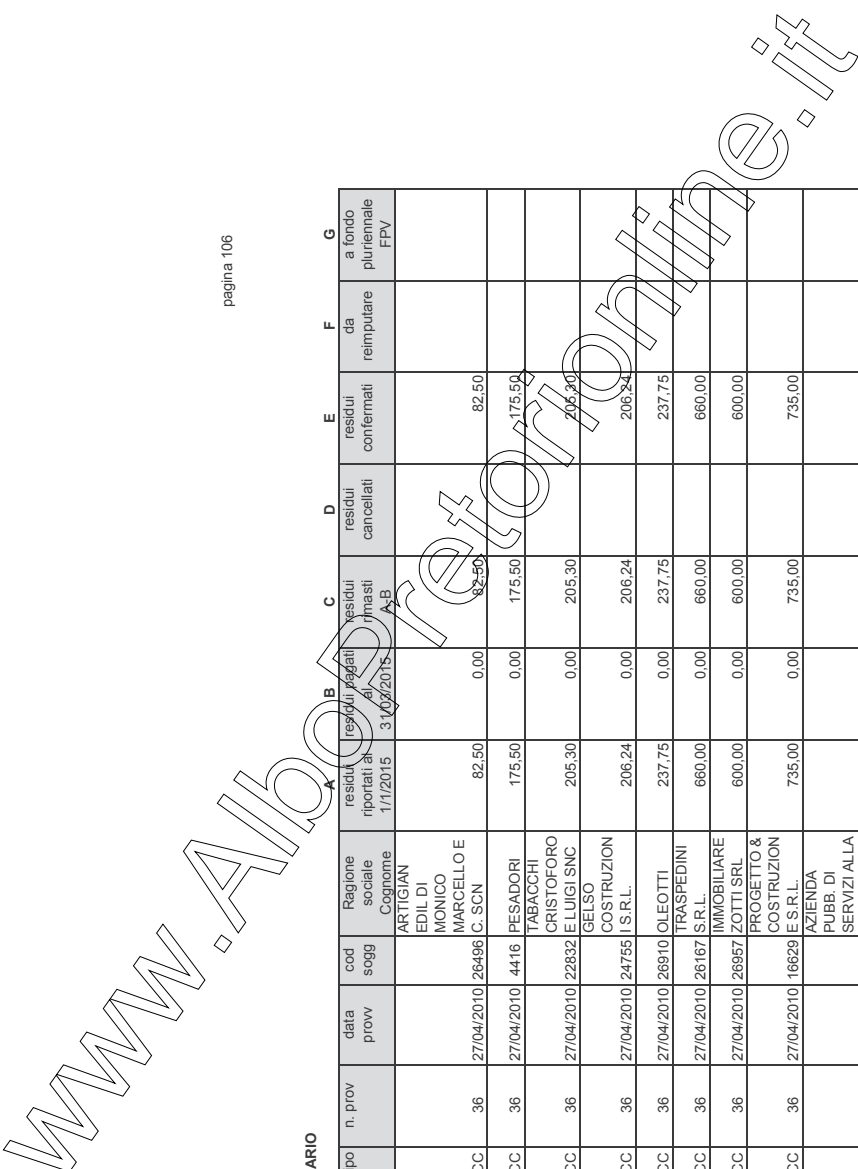 pagina 106
ARIO
A B C D E F G
po n. prov data provv cod sogg Ragione sociale Cognome residui riportati al 1/1/2015 residui pagati al 31/03/2015 residui rimasti A-B residui cancellati residui confermati da reimputare a fondo pluriennale FPV
ARTIGIAN
EDIL DI
MONICO
MARCELLO E
CC 36 27/04/2010 26496 C. SCN 82,50 0,00 82,50 82,50
CC 36 27/04/2010 4416 PESADORI 175,50 0,00 175,50 175,50
TABACCHI
CRISTOFORO
CC 36 27/04/2010 22832 E LUIGI SNC 205,30 0,00 205,30 205,30
GELSO
COSTRUZION
CC 36 27/04/2010 24755 I S.R.L. 206,24 0,00 206,24 206,24
CC 36 27/04/2010 26910 OLEOTTI 237,75 0,00 237,75 237,75
TRASPEDINI
CC 36 27/04/2010 26167 S.R.L. 660,00 0,00 660,00 660,00
IMMOBILIARE
CC 36 27/04/2010 26957 ZOTTI SRL 600,00 0,00 600,00 600,00
PROGETTO &
COSTRUZION
CC 36 27/04/2010 16629 E S.R.L. 735,00 0,00 735,00 735,00
AZIENDA
PUBB. DI
SERVIZI ALLA
www.AlboPretorionline.it